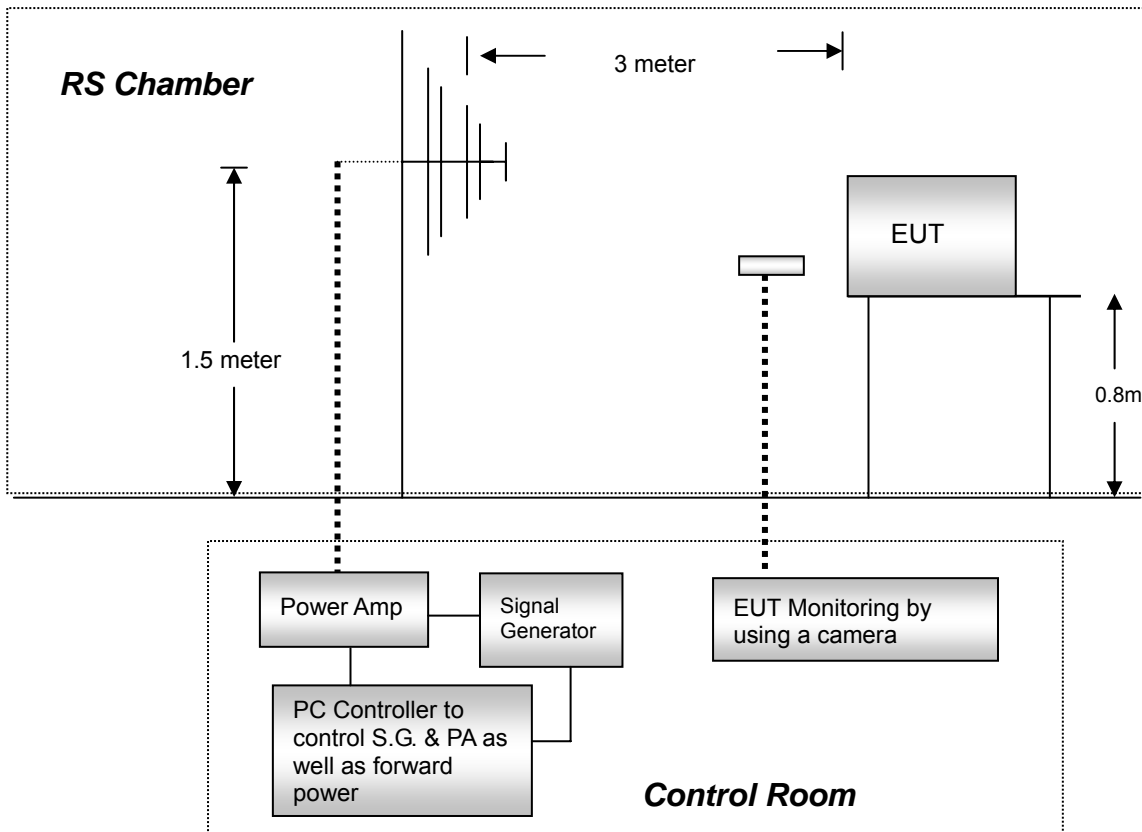 3 meter
RS Chamber
EUT
1.5 meter
0.8m
Power Amp
Signal
Generator
EUT Monitoring by
using a camera
PC Controller to
control S.G. & PA as
well as forward
power
Control Room